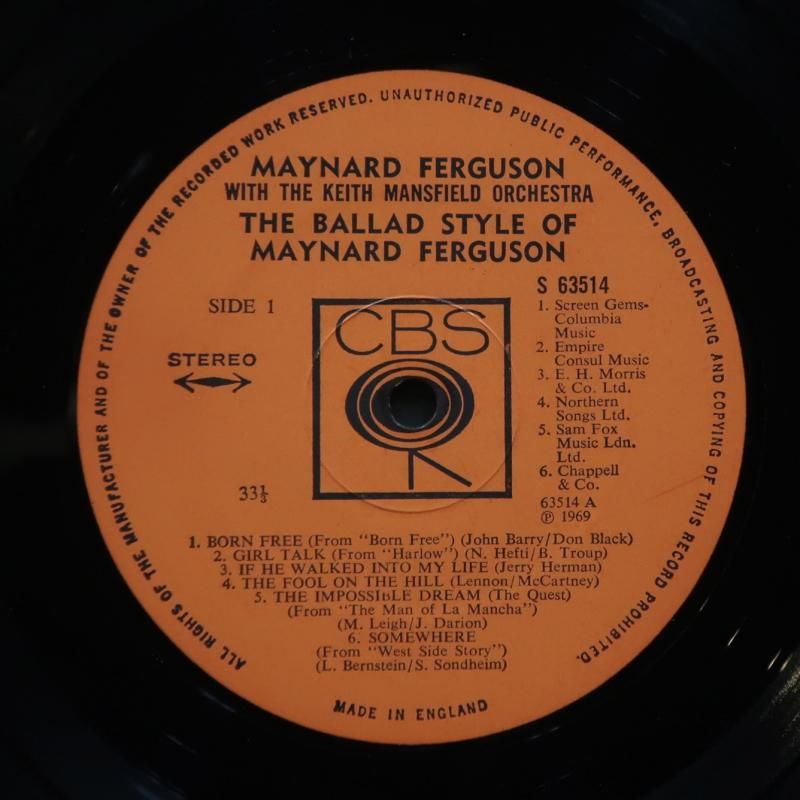 ALL RIGHTS OF THE MANUFACTURER AND OF THE OWNER OF THE RECORDED WORK RESERVED. UNAUTHORIZED PUBLIC PERFORMANCE, BROADCASTING AND COPYING OF THIS RECORD PROHIBITED.
MAYNARD FERGUSON
WITH THE KEITH MANSFIELD ORCHESTRA
THE BALLAD STYLE OF
MAYNARD FERGUSON
S 63514
SIDE 1
STEREO
33⅓
CBS
1. Screen Gems-
Columbia
Music
2. Empire
Consul Music
3. E. H. Morris
& Co. Ltd.
4. Northern
Songs Ltd.
5. Sam Fox
Music Ldn.
Ltd.
6. Chappell
& Co.
63514 A
℗ 1969
1. BORN FREE (From "Born Free") (John Barry/Don Black)
2. GIRL TALK (From "Harlow") (N. Hefti/B. Troup)
3. IF HE WALKED INTO MY LIFE (Jerry Herman)
4. THE FOOL ON THE HILL (Lennon/McCartney)
5. THE IMPOSSIBLE DREAM (The Quest)
(From "The Man of La Mancha")
(M. Leigh/J. Darion)
6. SOMEWHERE
(From "West Side Story")
(L. Bernstein/S. Sondheim)
MADE IN ENGLAND